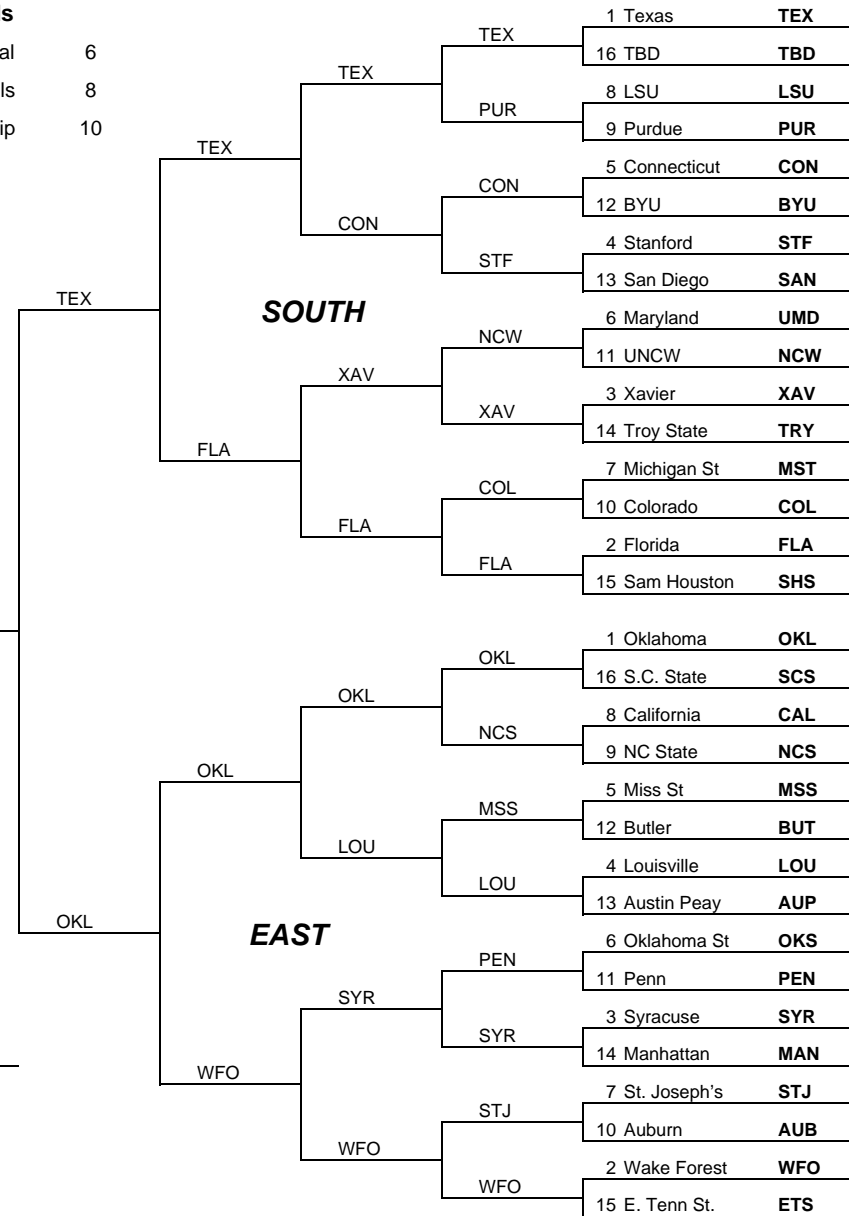 s
al 6
ls 8
ip 10
1 Texas TEX
TEX
16 TBD TBD
TEX
8 LSU LSU
PUR
9 Purdue PUR
TEX
5 Connecticut CON
CON
12 BYU BYU
CON
4 Stanford STF
STF
13 San Diego SAN
TEX
SOUTH
6 Maryland UMD
NCW
11 UNCW NCW
XAV
3 Xavier XAV
XAV
14 Troy State TRY
FLA
7 Michigan St MST
COL
10 Colorado COL
FLA
2 Florida FLA
FLA
15 Sam Houston SHS
1 Oklahoma OKL
OKL
16 S.C. State SCS
OKL
8 California CAL
NCS
9 NC State NCS
OKL
5 Miss St MSS
MSS
12 Butler BUT
LOU
4 Louisville LOU
LOU
13 Austin Peay AUP
OKL
EAST
6 Oklahoma St OKS
PEN
11 Penn PEN
SYR
3 Syracuse SYR
SYR
14 Manhattan MAN
WFO
7 St. Joseph's STJ
STJ
10 Auburn AUB
WFO
2 Wake Forest WFO
WFO
15 E. Tenn St. ETS